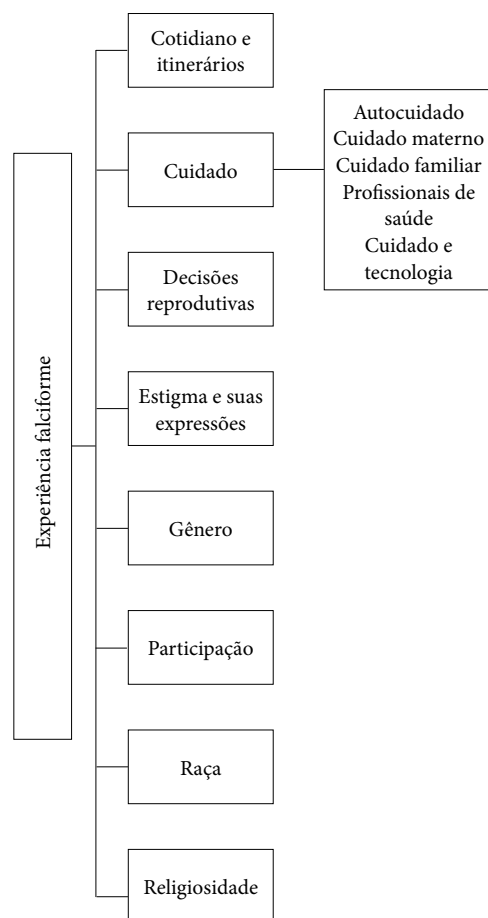 Experiência falciforme
Cotidiano e
itinerários
Cuidado
Autocuidado
Cuidado materno
Cuidado familiar
Profissionais de
saúde
Cuidado e
tecnologia
Decisões
reprodutivas
Estigma e suas
expressões
Gênero
Participação
Raça
Religiosidade